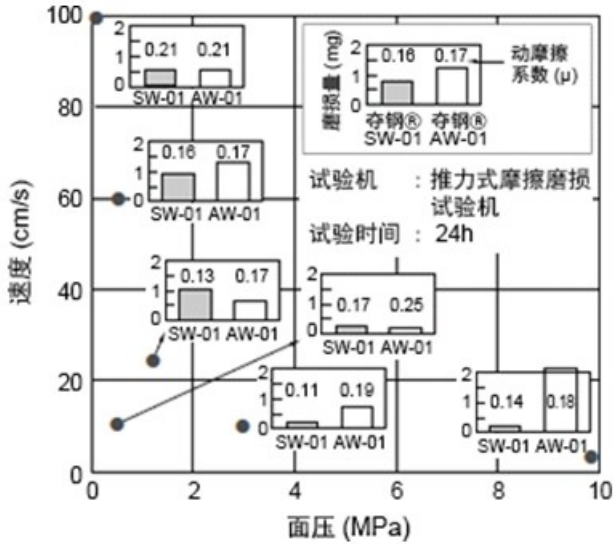 100
80
60
40
20
0
速度 (cm/s)
0 2 4 6 8 10
面压 (MPa)
2
1
0
0.21 0.21
SW-01 AW-01
2
1
0
0.16 0.17
SW-01 AW-01
2
1
0
0.13 0.17
SW-01 AW-01
2
1
0
0.17 0.25
SW-01 AW-01
2
1
0
0.11 0.19
SW-01 AW-01
2
1
0
0.14 0.18
SW-01 AW-01
磨损量 (mg)
2
1
0
0.16 0.17
动摩擦
系数 (μ)
夺钢® 夺钢®
SW-01 AW-01
试验机 : 推力式摩擦磨损
试验机
试验时间 : 24h